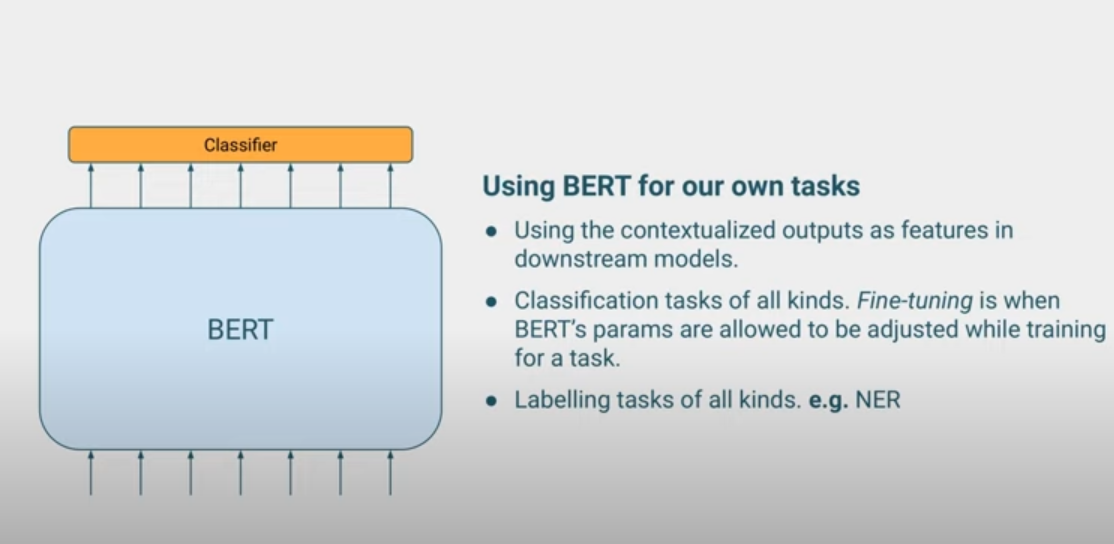 Classifier
BERT
Using BERT for our own tasks
● Using the contextualized outputs as features in
downstream models.
● Classification tasks of all kinds. Fine-tuning is when
BERT's params are allowed to be adjusted while training
for a task.
● Labelling tasks of all kinds. e.g. NER